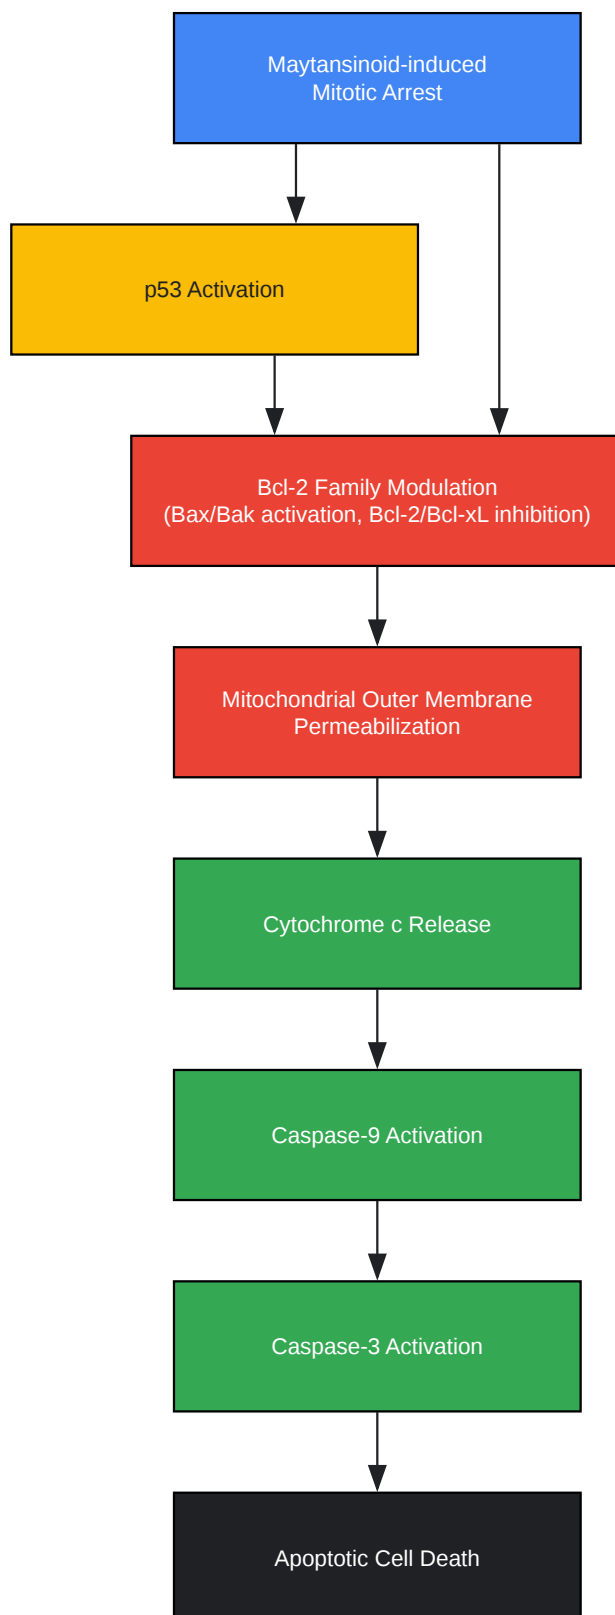 Maytansinoid-induced
Mitotic Arrest
p53 Activation
Bcl-2 Family Modulation
(Bax/Bak activation, Bcl-2/Bcl-xL inhibition)
Mitochondrial Outer Membrane
Permeabilization
Cytochrome c Release
Caspase-9 Activation
Caspase-3 Activation
Apoptotic Cell Death